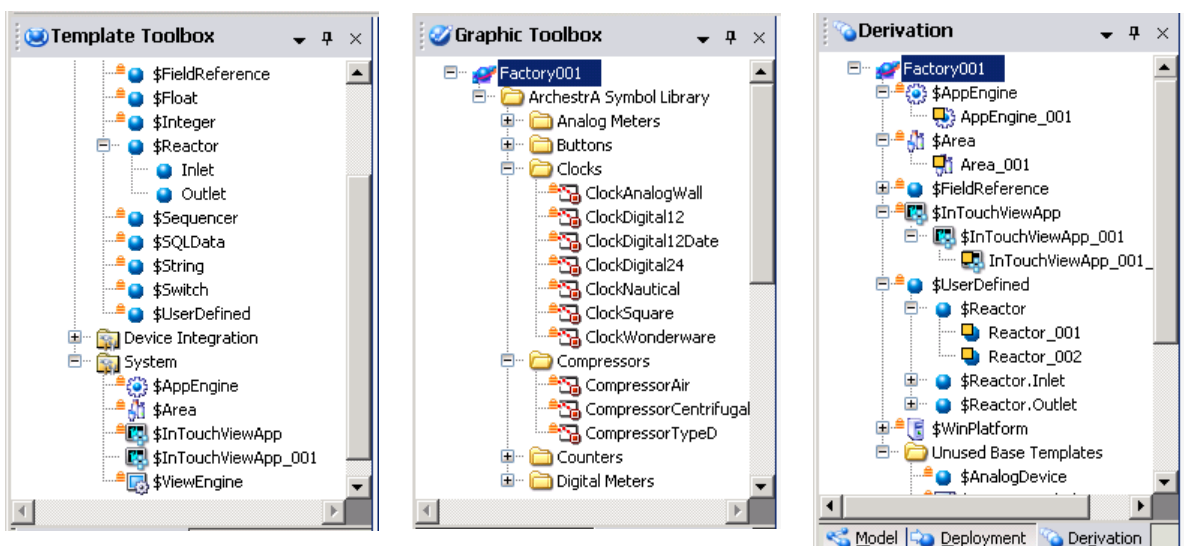 Template Toolbox
$FieldReference
$Float
$Integer
$Reactor
Inlet
Outlet
$Sequencer
$SQLData
$String
$Switch
$UserDefined
Device Integration
System
$AppEngine
$Area
$InTouchViewApp
$InTouchViewApp_001
$ViewEngine
Graphic Toolbox
Factory001
ArchestrA Symbol Library
Analog Meters
Buttons
Clocks
ClockAnalogWall
ClockDigital12
ClockDigital12Date
ClockDigital24
ClockNautical
ClockSquare
ClockWonderware
Compressors
CompressorAir
CompressorCentrifugal
CompressorTypeD
Counters
Digital Meters
Derivation
Factory001
$AppEngine
AppEngine_001
$Area
Area_001
$FieldReference
$InTouchViewApp
$InTouchViewApp_001
InTouchViewApp_001_
$UserDefined
$Reactor
Reactor_001
Reactor_002
$Reactor.Inlet
$Reactor.Outlet
$WinPlatform
Unused Base Templates
$AnalogDevice
Model Deployment Derivation